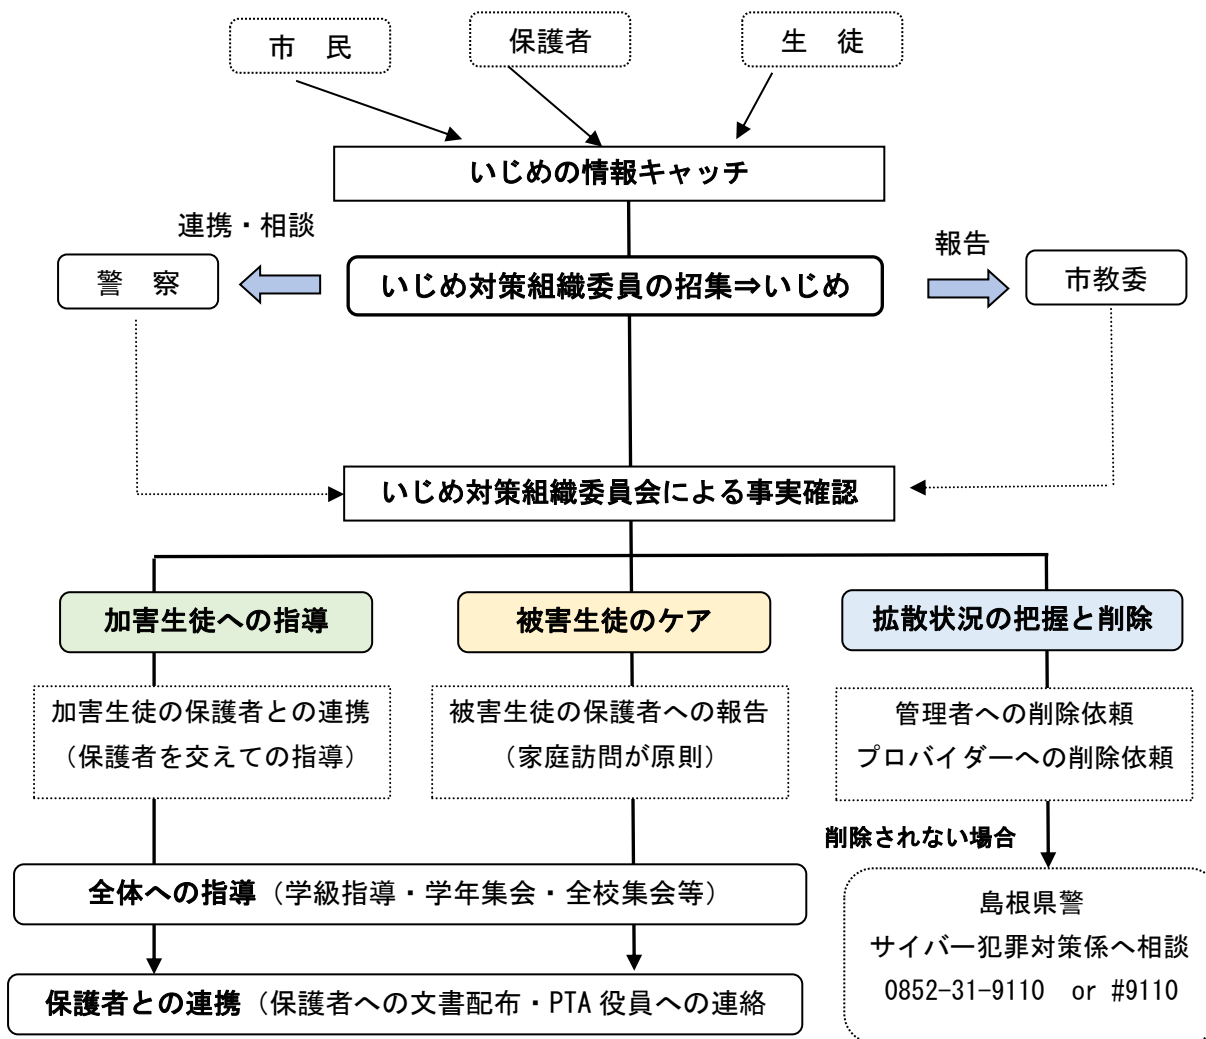 市　民
保護者
生　徒
いじめの情報キャッチ
連携・相談
報告
警　察
いじめ対策組織委員の招集⇒いじめ
市教委
いじめ対策組織委員会による事実確認
加害生徒への指導
被害生徒のケア
拡散状況の把握と削除
加害生徒の保護者との連携
（保護者を交えての指導）
被害生徒の保護者への報告
（家庭訪問が原則）
管理者への削除依頼
プロバイダーへの削除依頼
削除されない場合
全体への指導（学級指導・学年集会・全校集会等）
島根県警
サイバー犯罪対策係へ相談
0852-31-9110　or #9110
保護者との連携（保護者への文書配布・PTA 役員への連絡